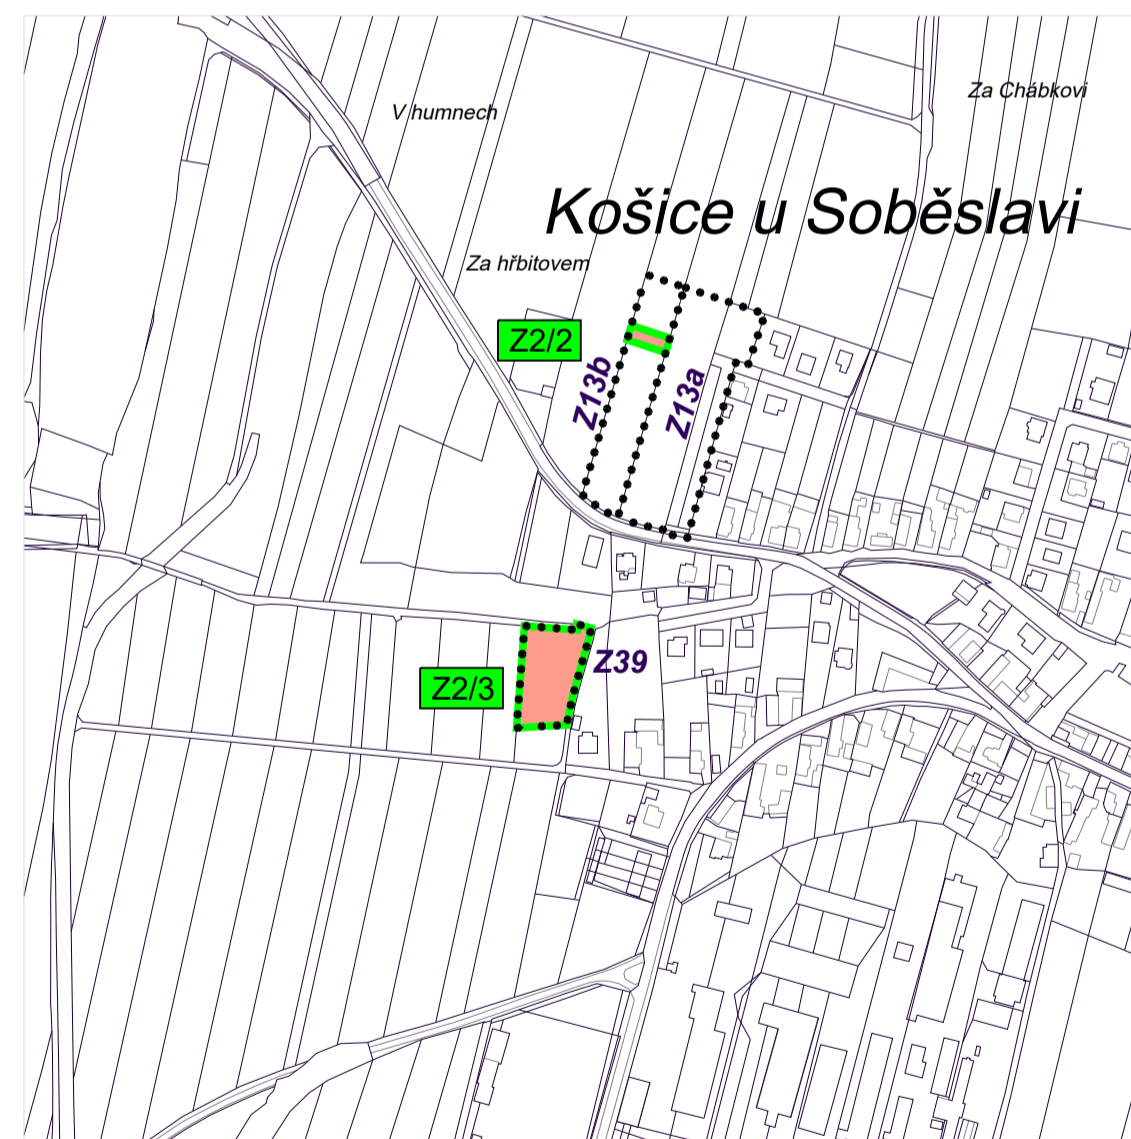 Za Chábkovi
V humnech
Košice u Soběslavi
Za hřbitovem
Z2/2
Z13b
Z13a
Z39
Z2/3